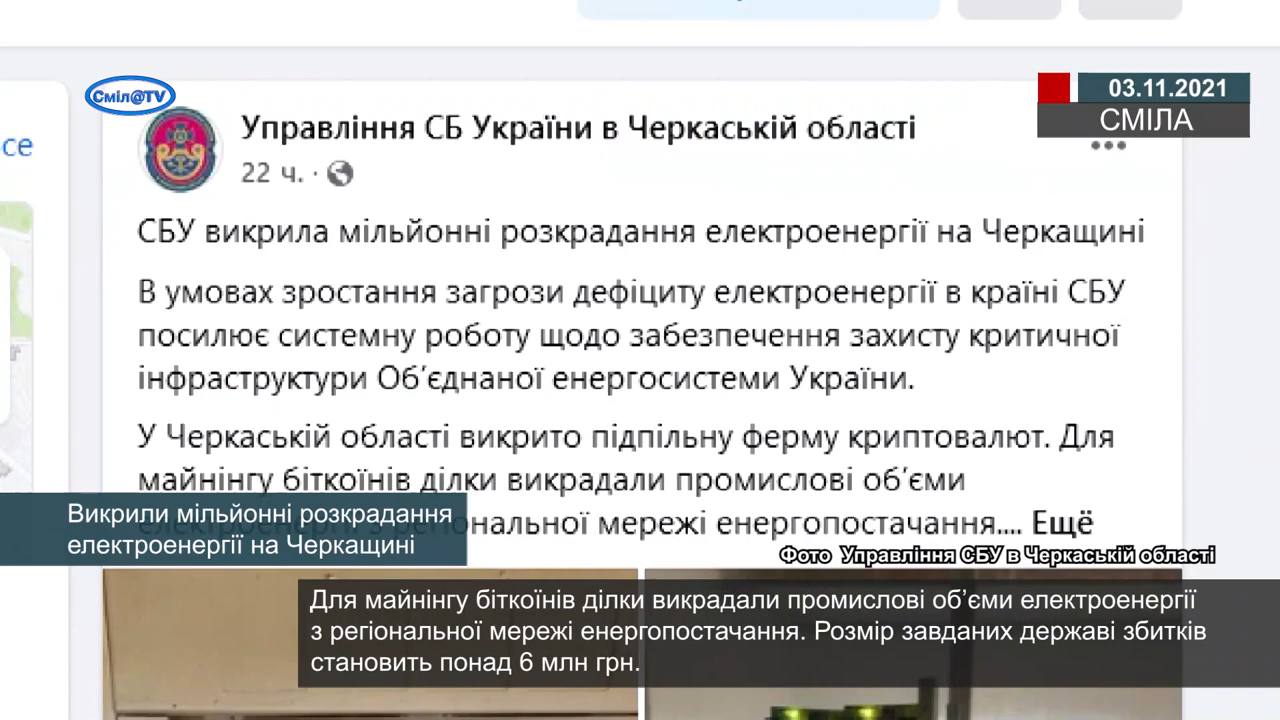 03.11.2021
СМІЛА
Сміл@TV
се
Управління СБ України в Черкаській області
22 ч. ·
СБУ викрила мільйонні розкрадання електроенергії на Черкащині
В умовах зростання загрози дефіциту електроенергії в країні СБУ
посилює системну роботу щодо забезпечення захисту критичної
інфраструктури Об’єднаної енергосистеми України.
У Черкаській області викрито підпільну ферму криптовалют. Для
майнінгу біткоїнів ділки викрадали промислові об’єми
електроенергії з регіональної мережі енергопостачання.... Ещё
Викрили мільйонні розкрадання
електроенергії на Черкащині
Фото Управління СБУ в Черкаській області
Для майнінгу біткоїнів ділки викрадали промислові об’єми електроенергії
з регіональної мережі енергопостачання. Розмір завданих державі збитків
становить понад 6 млн грн.